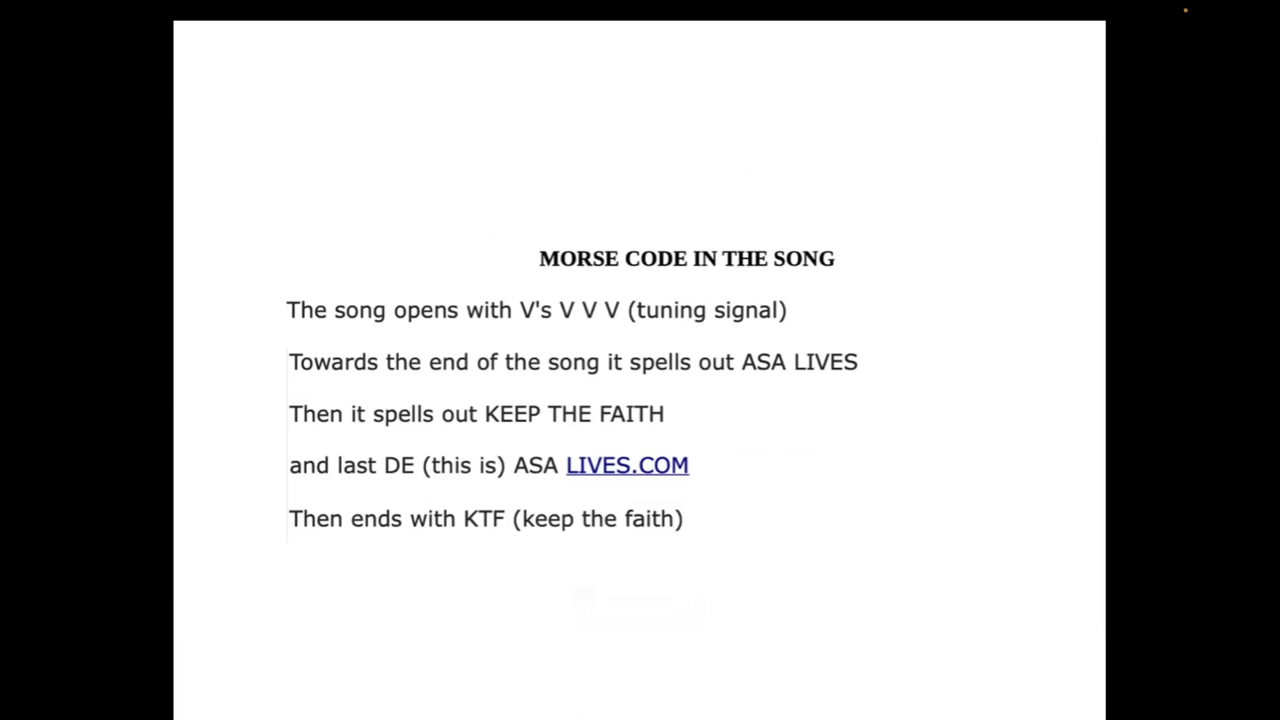 MORSE CODE IN THE SONG
The song opens with V's V V V (tuning signal)
Towards the end of the song it spells out ASA LIVES
Then it spells out KEEP THE FAITH
and last DE (this is) ASA LIVES.COM
Then ends with KTF (keep the faith)